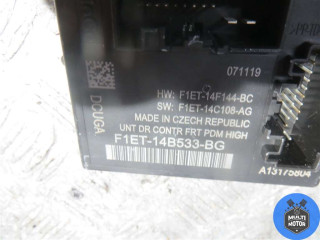 071119
HW: F1ET-14F144-BC
SW: F1ET-14C108-AG
MADE IN CZECH REPUBLIC
UNT DR CONTR FRT PDM HIGH
F1ET-14B533-BG
DOUGA
A13175804
MULTI
MOTOR